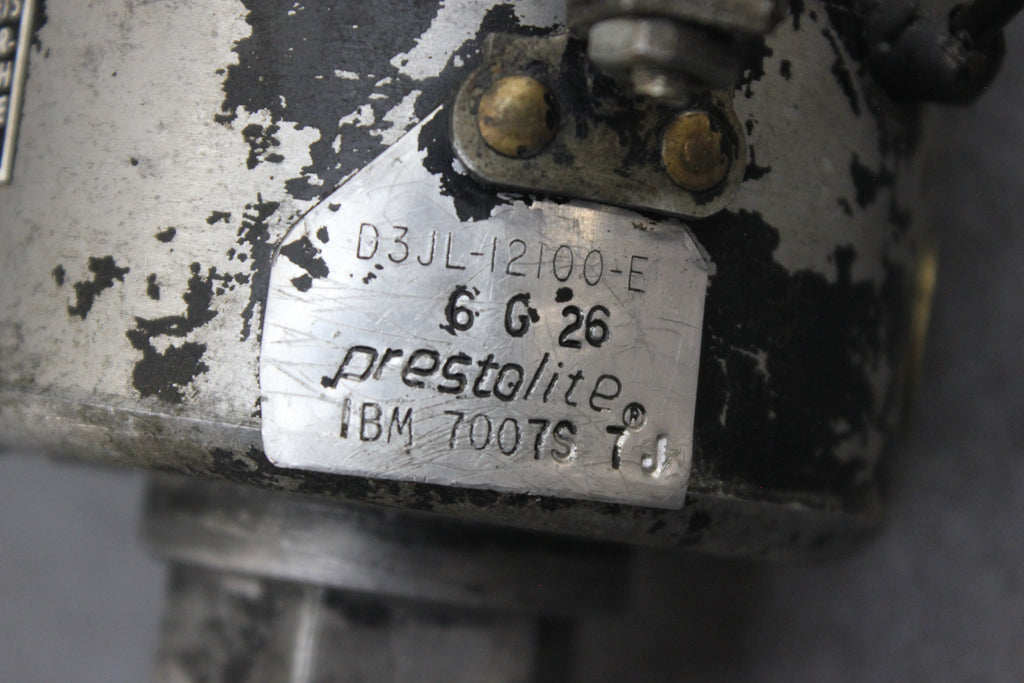 D3JL-12100-E
6 G 26
prestolite®
IBM 7007S 7J